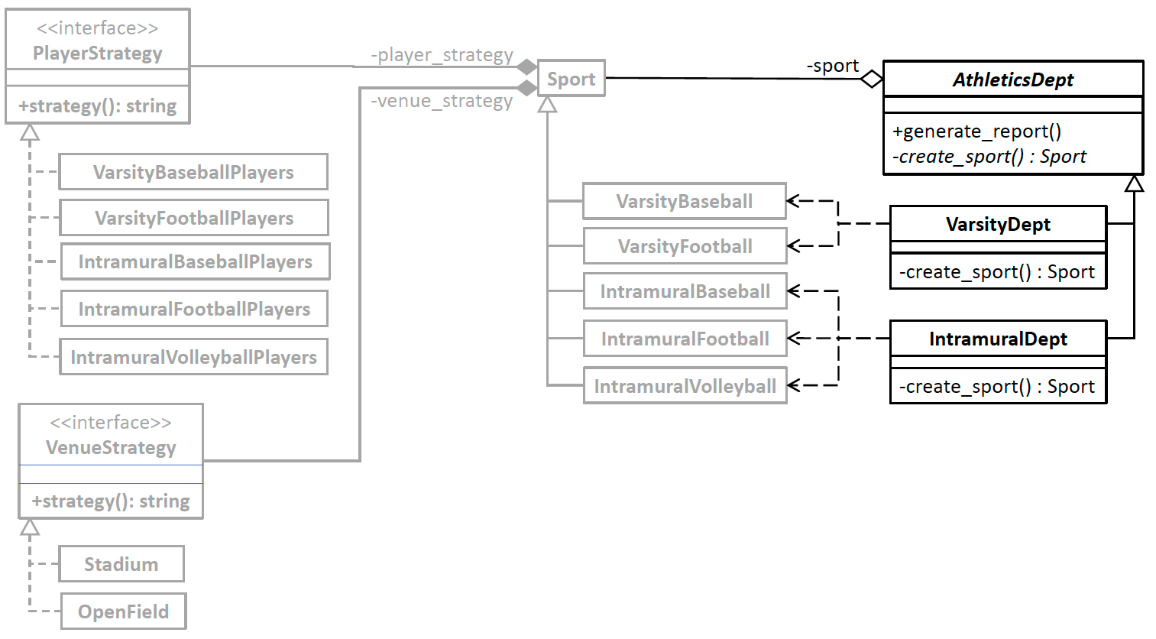 <<interface>>
PlayerStrategy
+strategy(): string
VarsityBaseballPlayers
VarsityFootballPlayers
IntramuralBaseballPlayers
IntramuralFootballPlayers
IntramuralVolleyballPlayers
<<interface>>
VenueStrategy
+strategy(): string
Stadium
OpenField
-player_strategy
-venue_strategy
Sport
VarsityBaseball
VarsityFootball
IntramuralBaseball
IntramuralFootball
IntramuralVolleyball
-sport
AthleticsDept
+generate_report()
-create_sport() : Sport
VarsityDept
-create_sport() : Sport
IntramuralDept
-create_sport() : Sport